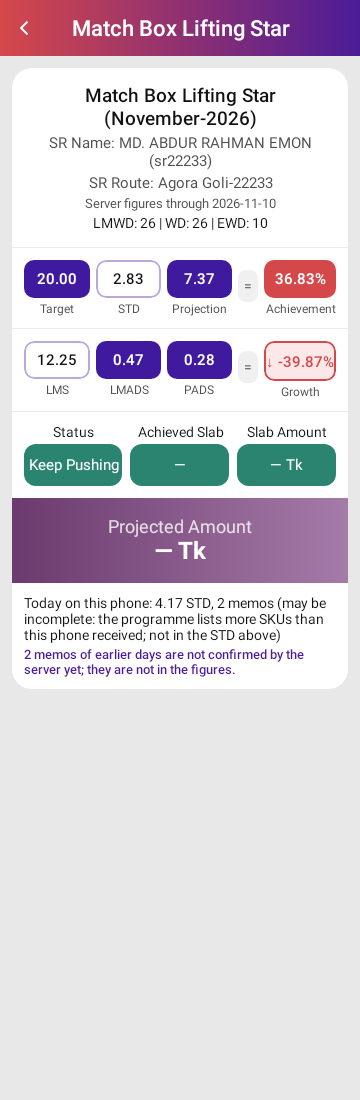 Match Box Lifting Star
Match Box Lifting Star
(November-2026)
SR Name: MD. ABDUR RAHMAN EMON
(sr22233)
SR Route: Agora Goli-22233
Server figures through 2026-11-10
LMWD: 26 | WD: 26 | EWD: 10
20.00 2.83 7.37 = 36.83%
Target STD Projection Achievement
12.25 0.47 0.28 = ↓ -39.87%
LMS LMADS PADS Growth
Status Achieved Slab Slab Amount
Keep Pushing — — Tk
Projected Amount
— Tk
Today on this phone: 4.17 STD, 2 memos (may be
incomplete: the programme lists more SKUs than
this phone received; not in the STD above)
2 memos of earlier days are not confirmed by the
server yet; they are not in the figures.